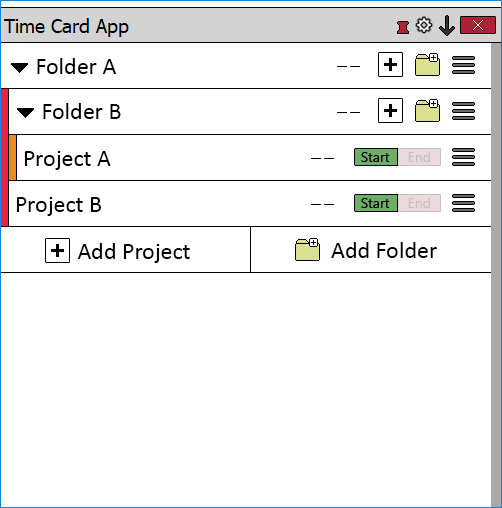 Time Card App
Folder A --
Folder B --
Project A -- Start End
Project B -- Start End
Add Project Add Folder